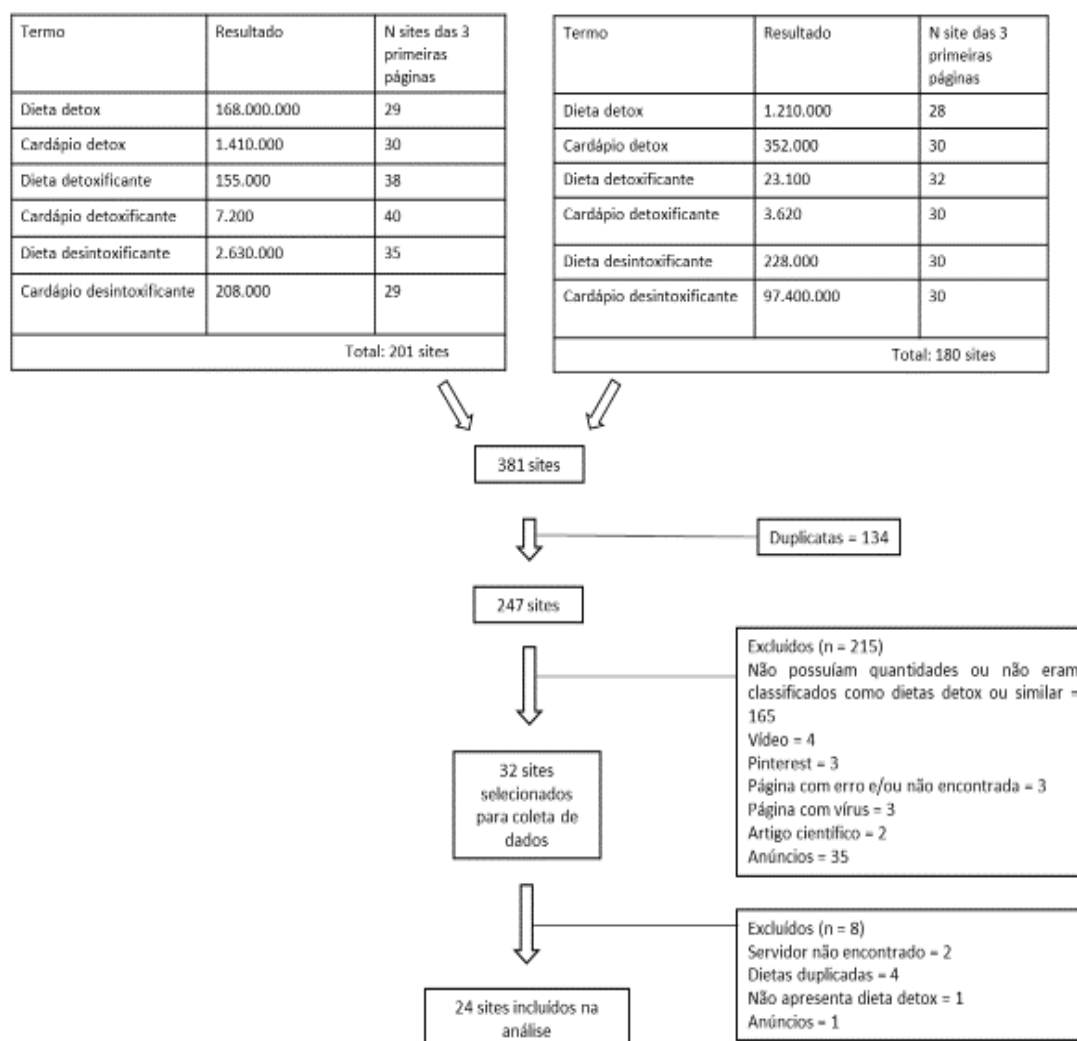 Termo Resultado N sites das 3
primeiras
páginas
Dieta detox 168.000.000 29
Cardápio detox 1.410.000 30
Dieta detoxificante 155.000 38
Cardápio detoxificante 7.200 40
Dieta desintoxificante 2.630.000 35
Cardápio desintoxificante 208.000 29
Total: 201 sites
Termo Resultado N site das 3
primeiras
páginas
Dieta detox 1.210.000 28
Cardápio detox 352.000 30
Dieta detoxificante 23.100 32
Cardápio detoxificante 3.620 30
Dieta desintoxificante 228.000 30
Cardápio desintoxificante 97.400.000 30
Total: 180 sites
381 sites
Duplicatas = 134
247 sites
Excluídos (n = 215)
Não possuíam quantidades ou não eram
classificados como dietas detox ou similar =
165
Vídeo = 4
Pinterest = 3
Página com erro e/ou não encontrada = 3
Página com vírus = 3
Artigo científico = 2
Anúncios = 35
32 sites
selecionados
para coleta de
dados
Excluídos (n = 8)
Servidor não encontrado = 2
Dietas duplicadas = 4
Não apresenta dieta detox = 1
Anúncios = 1
24 sites incluídos na
análise